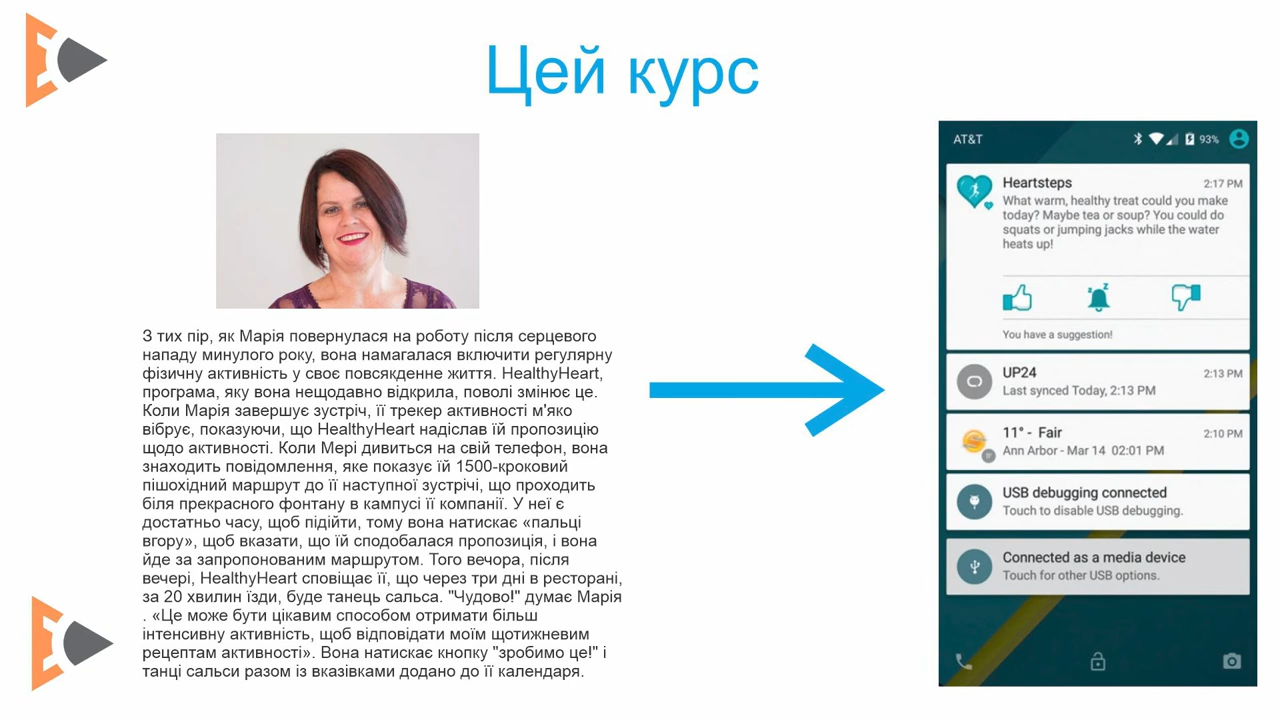 Цей курс
З тих пір, як Марія повернулася на роботу після серцевого
нападу минулого року, вона намагалася включити регулярну
фізичну активність у своє повсякденне життя. HealthyHeart,
програма, яку вона нещодавно відкрила, поволі змінює це.
Коли Марія завершує зустріч, її трекер активності м'яко
вібрує, показуючи, що HealthyHeart надіслав їй пропозицію
щодо активності. Коли Мері дивиться на свій телефон, вона
знаходить повідомлення, яке показує їй 1500-кроковий
пішохідний маршрут до її наступної зустрічі, що проходить
біля прекрасного фонтану в кампусі її компанії. У неї є
достатньо часу, щоб підійти, тому вона натискає «пальці
вгору», щоб вказати, що їй сподобалася пропозиція, і вона
йде за запропонованим маршрутом. Того вечора, після
вечері, HealthyHeart сповіщає її, що через три дні в ресторані,
за 20 хвилин їзди, буде танець сальса. "Чудово!" думає Марія
. «Це може бути цікавим способом отримати більш
інтенсивну активність, щоб відповідати моїм щотижневим
рецептам активності». Вона натискає кнопку "зробимо це!" і
танці сальси разом із вказівками додано до її календаря.
AT&T 93%
Heartsteps 2:17 PM
What warm, healthy treat could you make
today? Maybe tea or soup? You could do
squats or jumping jacks while the water
heats up!
You have a suggestion!
UP24 2:13 PM
Last synced Today, 2:13 PM
11° - Fair 2:10 PM
Ann Arbor - Mar 14 02:01 PM
USB debugging connected
Touch to disable USB debugging.
Connected as a media device
Touch for other USB options.